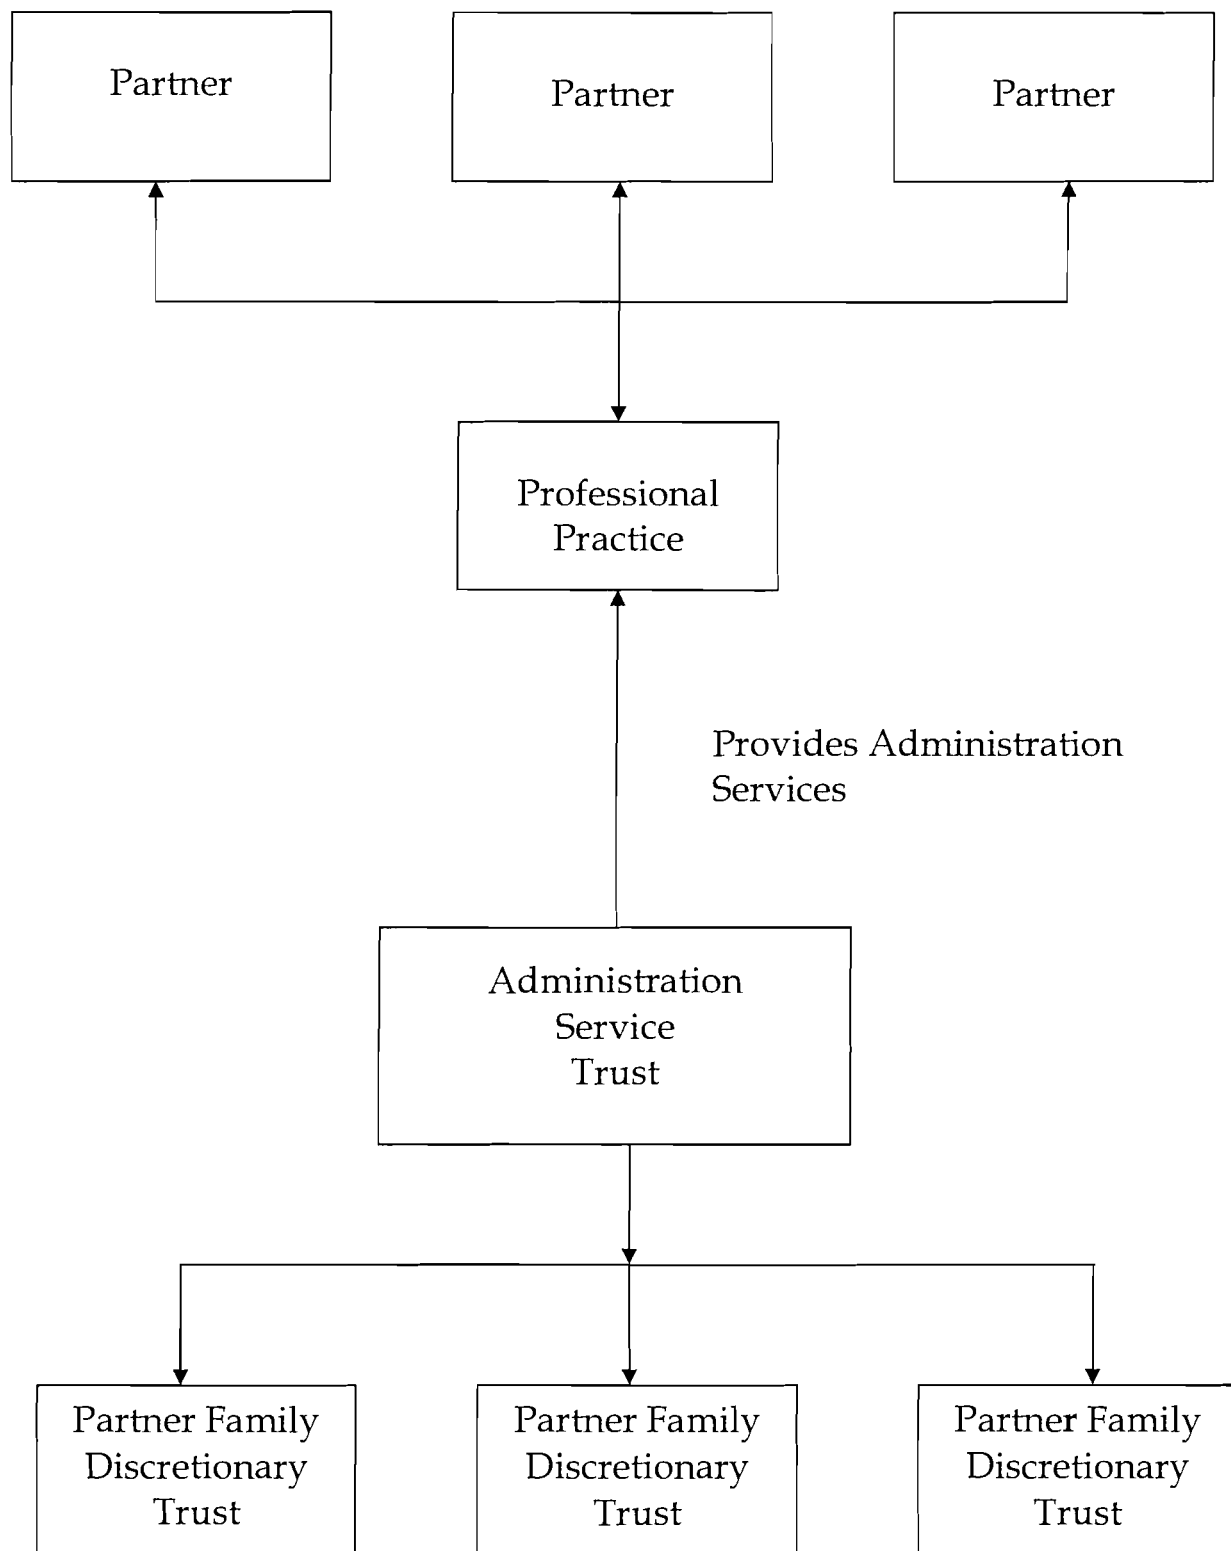 Partner
Partner
Partner
Professional
Practice
Provides Administration
Services
Administration
Service
Trust
Partner Family
Discretionary
Trust
Partner Family
Discretionary
Trust
Partner Family
Discretionary
Trust